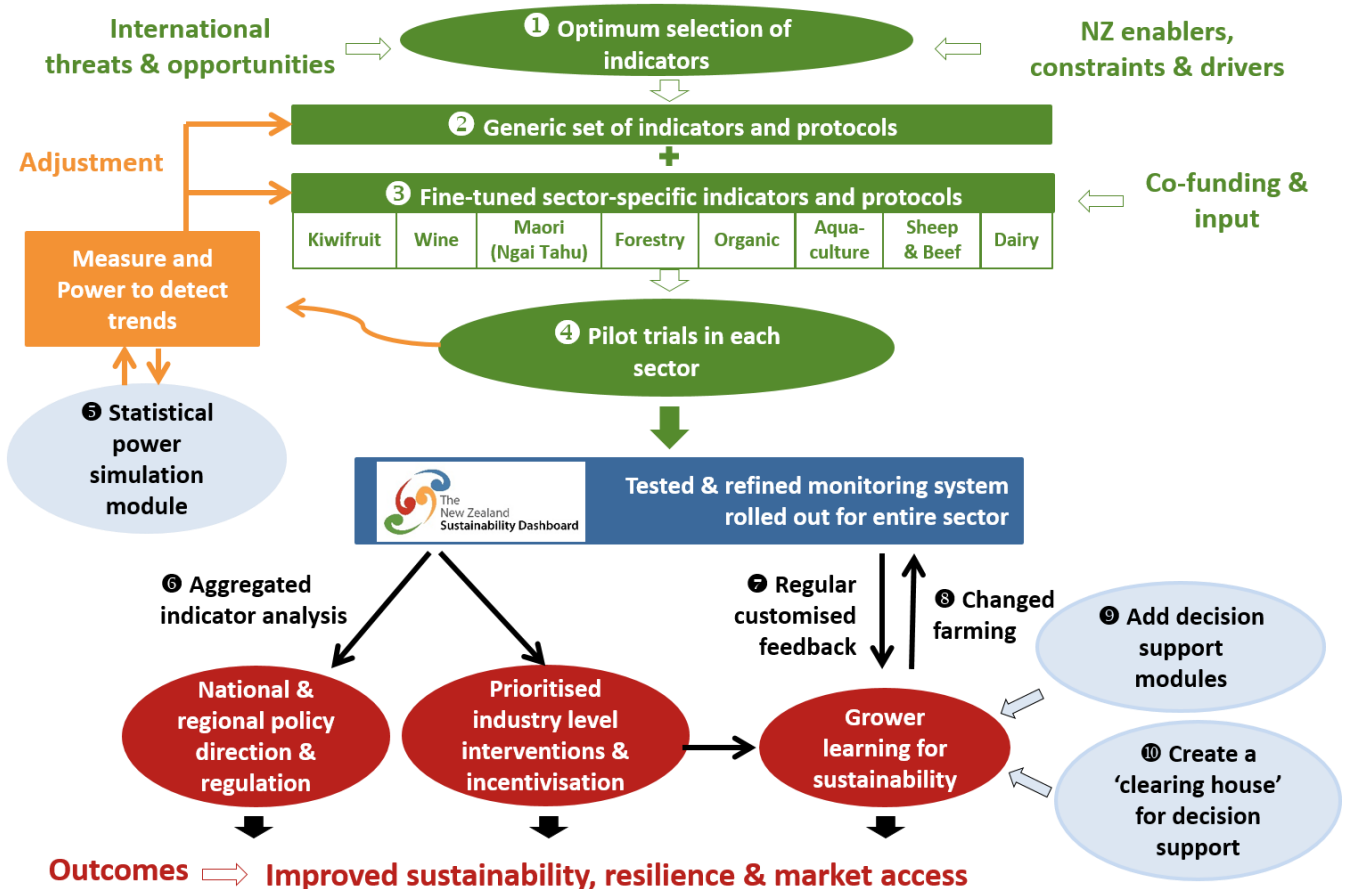 International
threats & opportunities
❶ Optimum selection of
indicators
NZ enablers,
constraints & drivers
❷ Generic set of indicators and protocols
Adjustment
❸ Fine-tuned sector-specific indicators and protocols
Kiwifruit
Wine
Maori
(Ngai Tahu)
Forestry
Organic
Aqua-
culture
Sheep
& Beef
Dairy
Co-funding &
input
Measure and
Power to detect
trends
❹ Pilot trials in each
sector
❺ Statistical
power
simulation
module
The
New Zealand
Sustainability Dashboard
Tested & refined monitoring system
rolled out for entire sector
❻ Aggregated
indicator analysis
❼ Regular
customised
feedback
❽ Changed
farming
❾ Add decision
support
modules
National &
regional policy
direction &
regulation
Prioritised
industry level
interventions &
incentivisation
Grower
learning for
sustainability
❿ Create a
‘clearing house’
for decision
support
Outcomes
Improved sustainability, resilience & market access